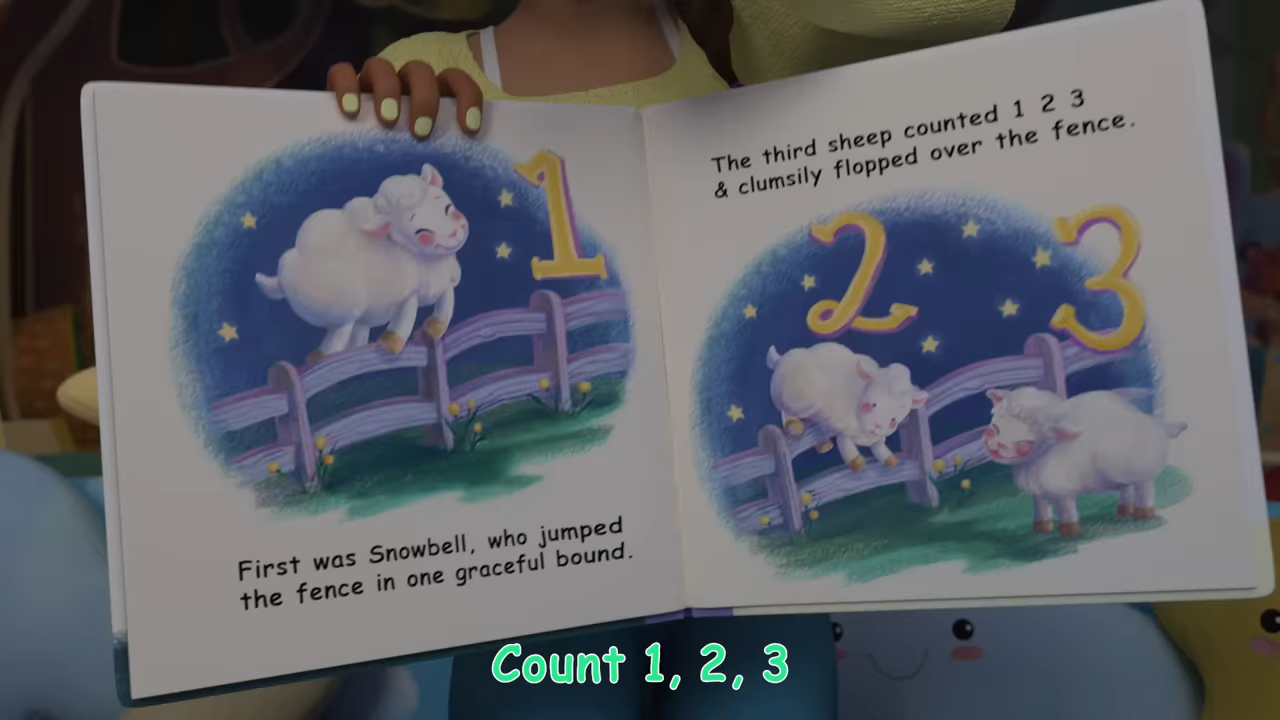 1
First was Snowbell, who jumped
the fence in one graceful bound.
The third sheep counted 1 2 3
& clumsily flopped over the fence.
2 3
Count 1, 2, 3